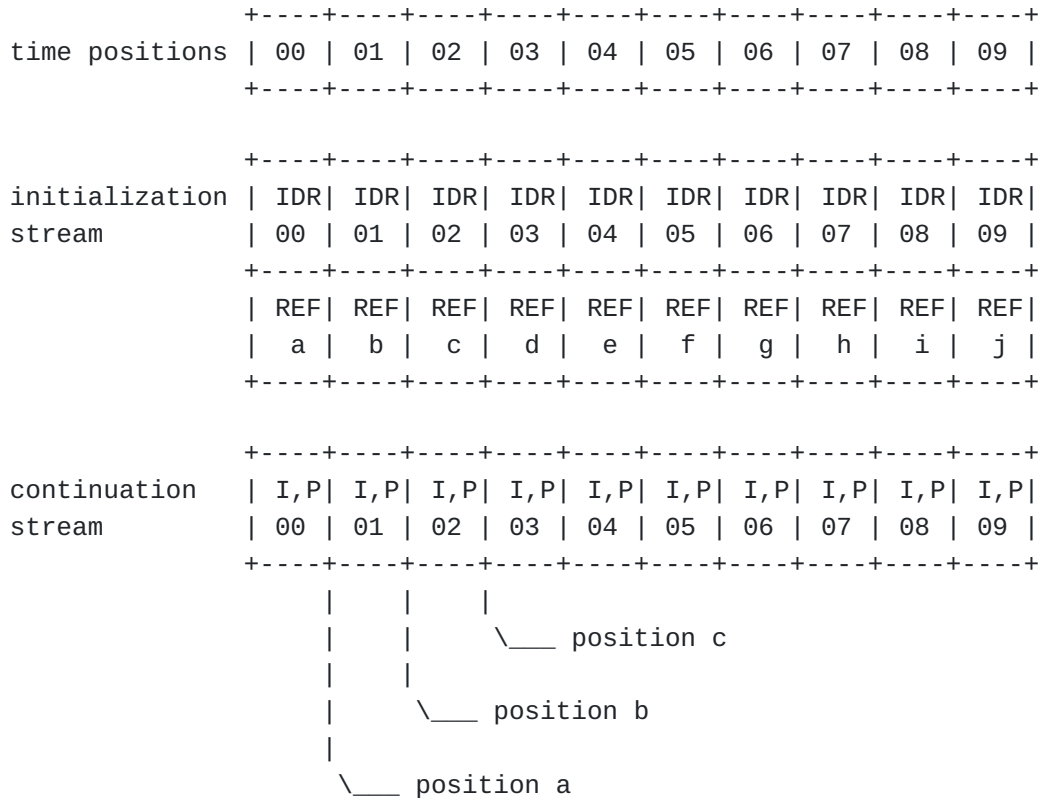 +----+----+----+----+----+----+----+----+----+----+
time positions | 00 | 01 | 02 | 03 | 04 | 05 | 06 | 07 | 08 | 09 |
               +----+----+----+----+----+----+----+----+----+----+

               +----+----+----+----+----+----+----+----+----+----+
initialization | IDR| IDR| IDR| IDR| IDR| IDR| IDR| IDR| IDR| IDR|
stream         | 00 | 01 | 02 | 03 | 04 | 05 | 06 | 07 | 08 | 09 |
               +----+----+----+----+----+----+----+----+----+----+
               | REF| REF| REF| REF| REF| REF| REF| REF| REF| REF|
               |  a |  b |  c |  d |  e |  f |  g |  h |  i |  j |
               +----+----+----+----+----+----+----+----+----+----+

               +----+----+----+----+----+----+----+----+----+----+
continuation   | I,P| I,P| I,P| I,P| I,P| I,P| I,P| I,P| I,P| I,P|
stream         | 00 | 01 | 02 | 03 | 04 | 05 | 06 | 07 | 08 | 09 |
               +----+----+----+----+----+----+----+----+----+----+
                    |    |    |
                    |    |    \___ position c
                    |    |
                    |    \___ position b
                    |
                    \___ position a